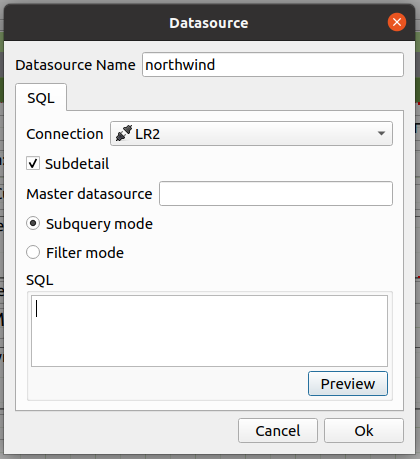 Datasource
Datasource Name northwind
SQL
Connection LR2
Subdetail
Master datasource
Subquery mode
Filter mode
SQL
Preview
Cancel Ok